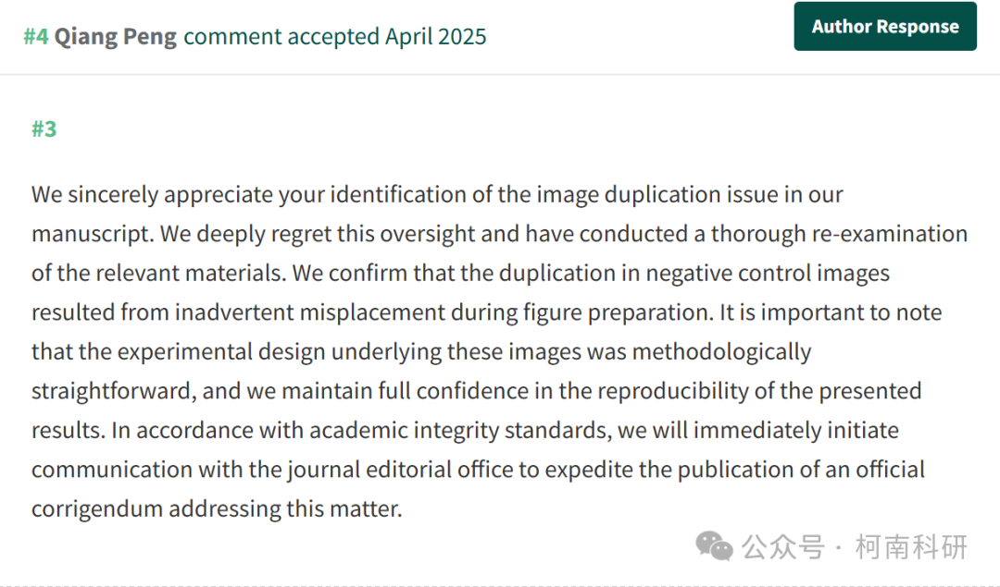 #4 Qiang Peng comment accepted April 2025
Author Response
#3
We sincerely appreciate your identification of the image duplication issue in our
manuscript. We deeply regret this oversight and have conducted a thorough re-examination
of the relevant materials. We confirm that the duplication in negative control images
resulted from inadvertent misplacement during figure preparation. It is important to note
that the experimental design underlying these images was methodologically
straightforward, and we maintain full confidence in the reproducibility of the presented
results. In accordance with academic integrity standards, we will immediately initiate
communication with the journal editorial office to expedite the publication of an official
corrigendum addressing this matter.
公众号 · 柯南科研